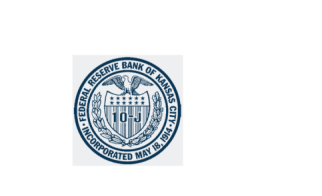 FEDERAL RESERVE BANK OF KANSAS CITY
10-J
INCORPORATED MAY 18, 1914